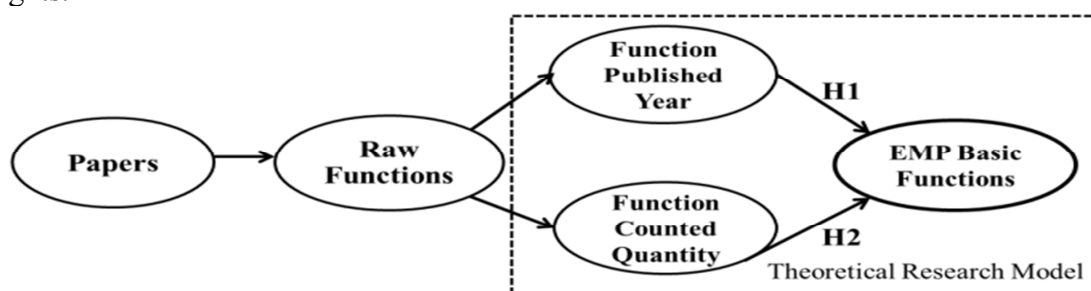 Papers
Raw
Functions
Function
Published
Year
Function
Counted
Quantity
H1
H2
EMP Basic
Functions
Theoretical Research Model